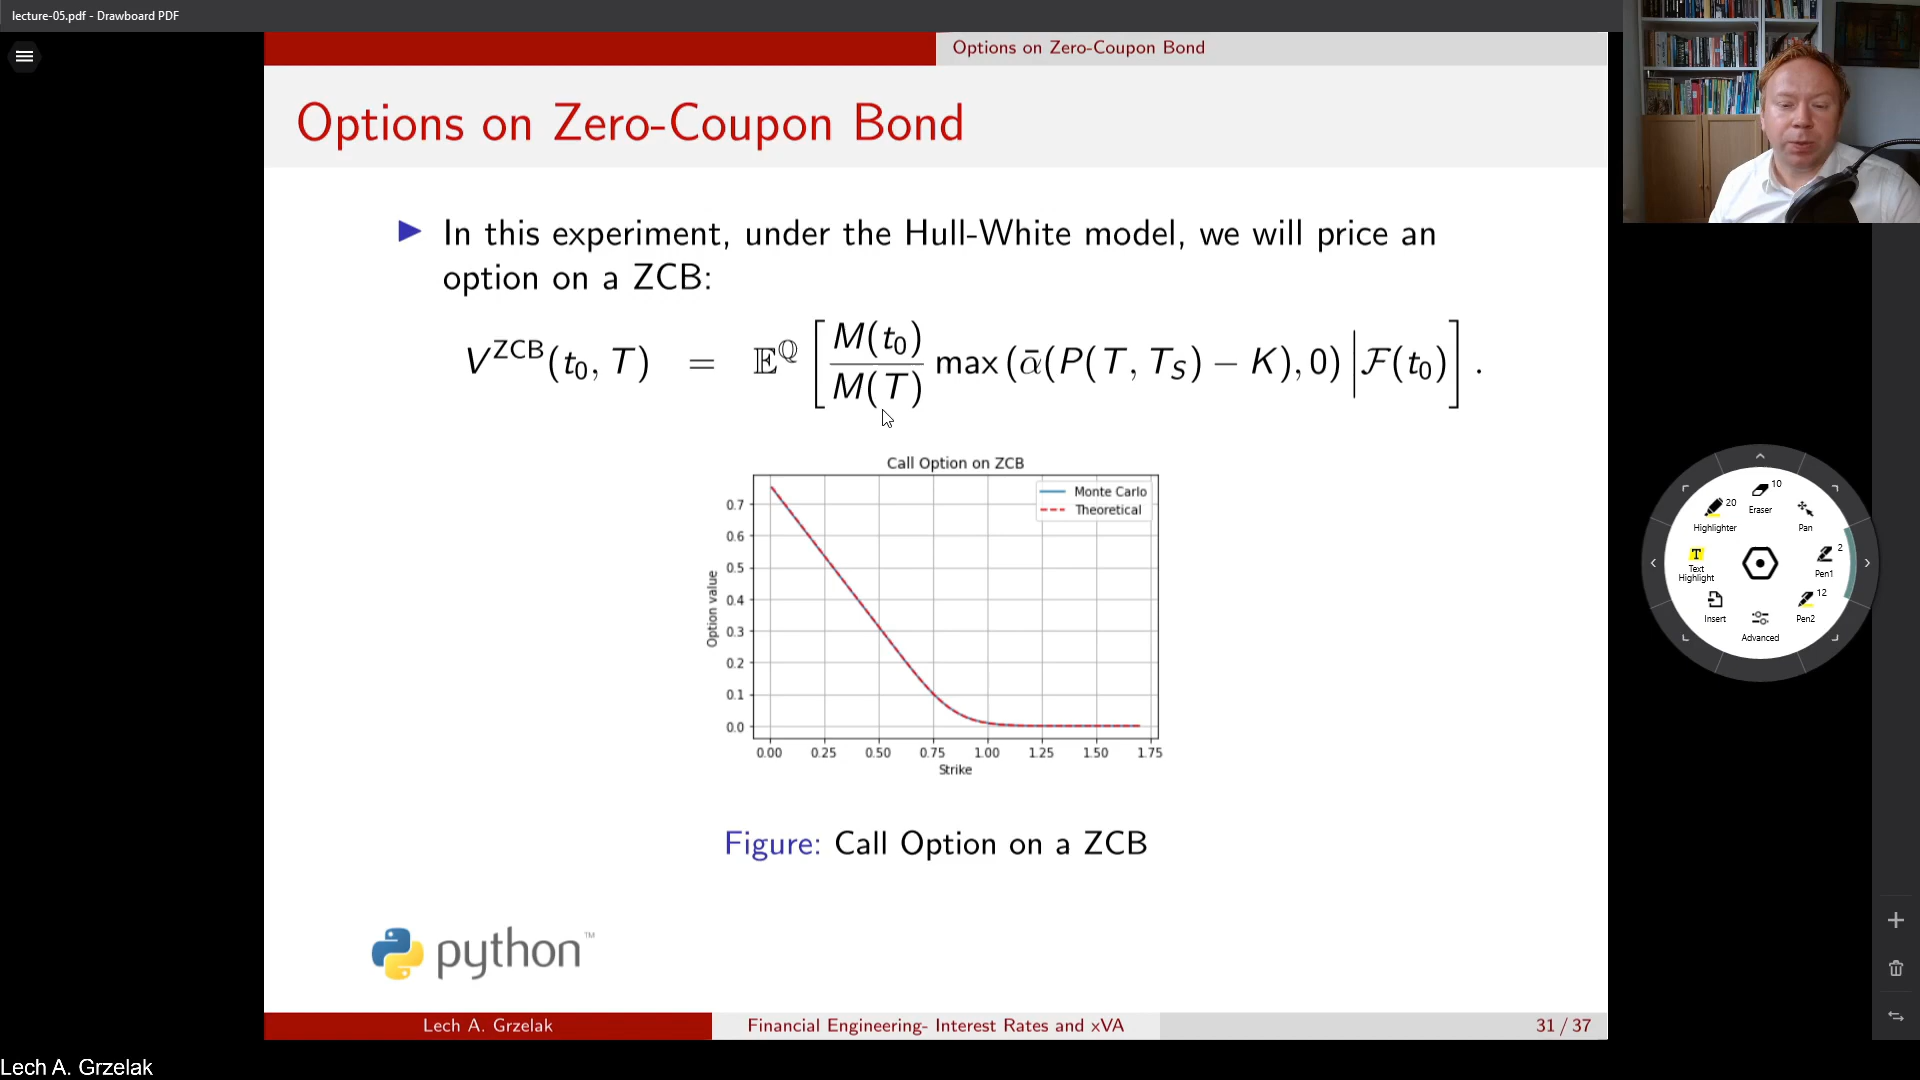 lecture-05.pdf - Drawboard PDF
Options on Zero-Coupon Bond
Options on Zero-Coupon Bond
In this experiment, under the Hull-White model, we will price an
option on a ZCB:
V^ZCB(t₀, T) = 𝔼^ℚ [ M(t₀)/M(T) max (ᾱ(P(T, T_S) − K), 0) | ℱ(t₀) ] .
Call Option on ZCB
Monte Carlo
Theoretical
Option value
0.7
0.6
0.5
0.4
0.3
0.2
0.1
0.0
0.00 0.25 0.50 0.75 1.00 1.25 1.50 1.75
Strike
Figure: Call Option on a ZCB
python™
Lech A. Grzelak Financial Engineering- Interest Rates and xVA 31 / 37
Lech A. Grzelak
10
Eraser
20
Highlighter
Pan
T
Text
Highlight
2
Pen1
Insert
12
Pen2
Advanced